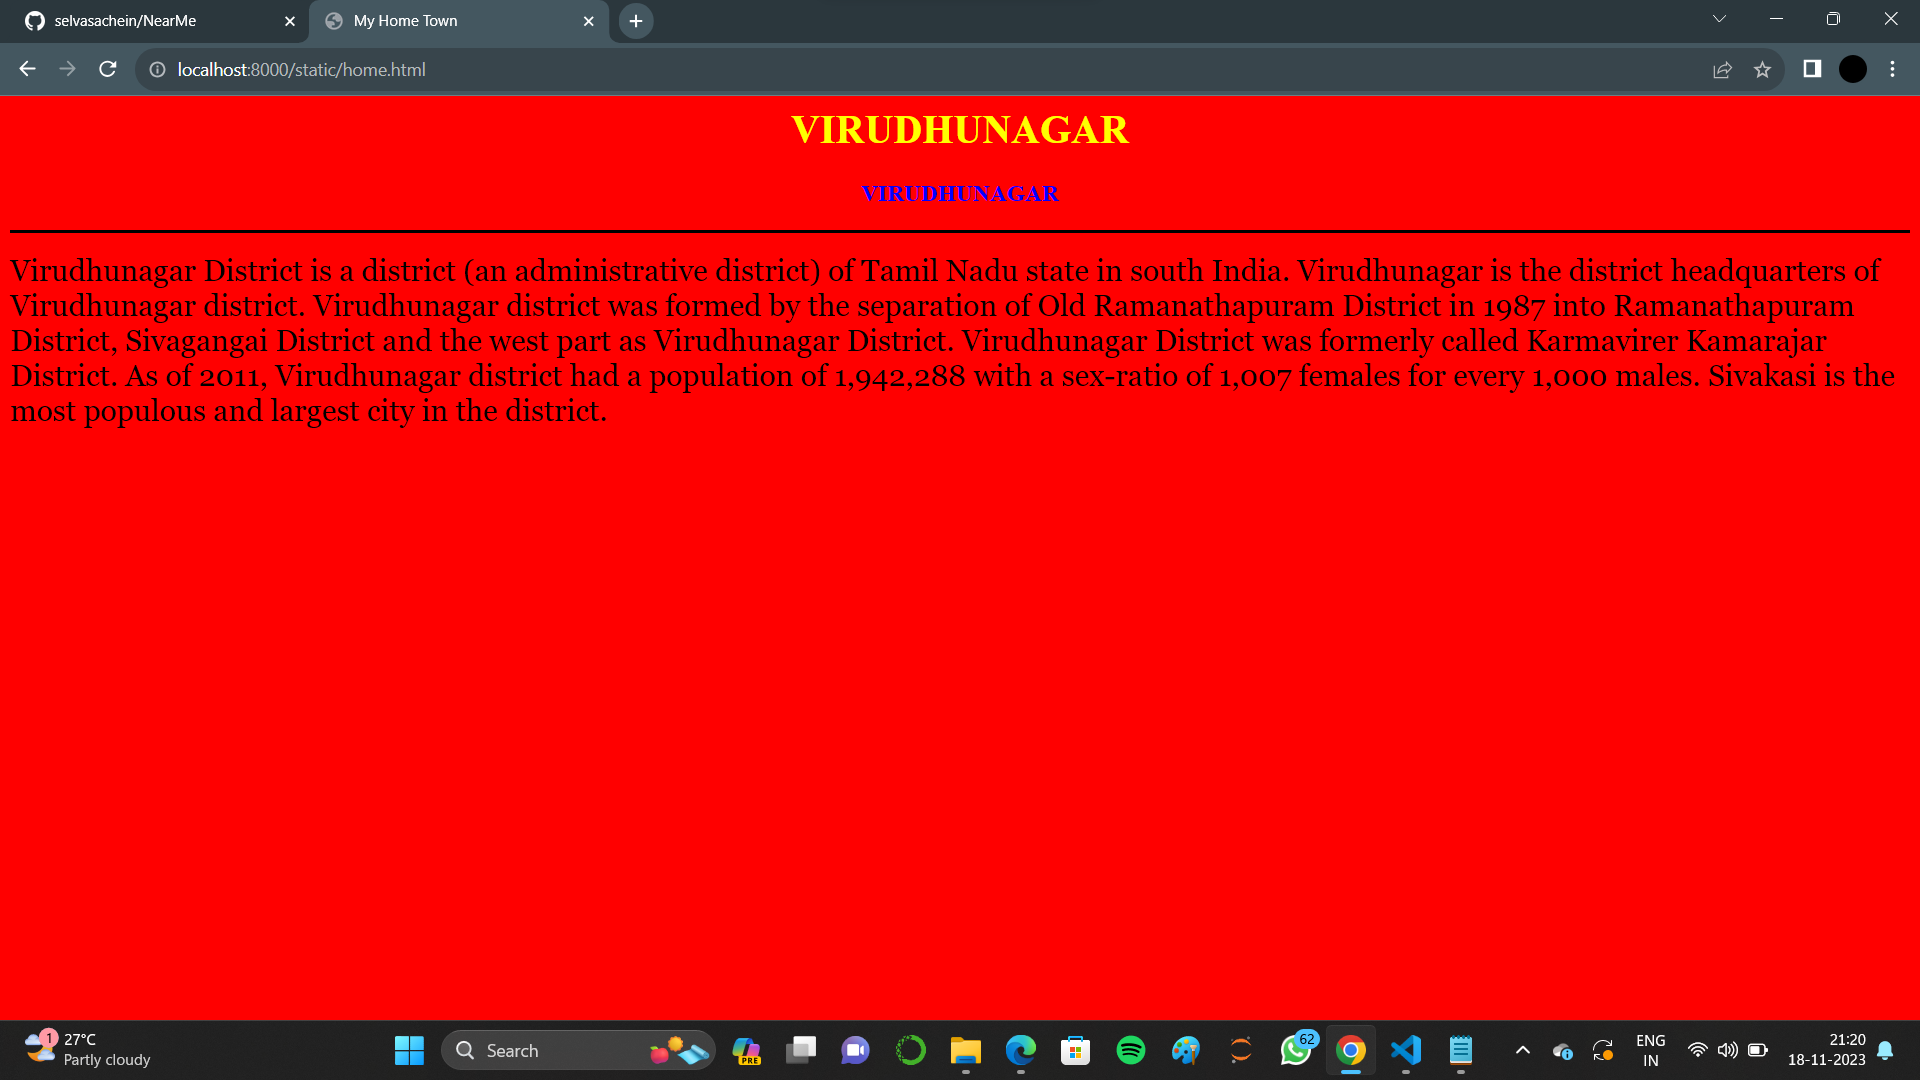 selvasachein/NearMe
My Home Town
localhost:8000/static/home.html
VIRUDHUNAGAR
VIRUDHUNAGAR
Virudhunagar District is a district (an administrative district) of Tamil Nadu state in south India. Virudhunagar is the district headquarters of
Virudhunagar district. Virudhunagar district was formed by the separation of Old Ramanathapuram District in 1987 into Ramanathapuram
District, Sivagangai District and the west part as Virudhunagar District. Virudhunagar District was formerly called Karmavirer Kamarajar
District. As of 2011, Virudhunagar district had a population of 1,942,288 with a sex-ratio of 1,007 females for every 1,000 males. Sivakasi is the
most populous and largest city in the district.
1
27°C
Partly cloudy
Search
PRE
62
ENG
IN
21:20
18-11-2023